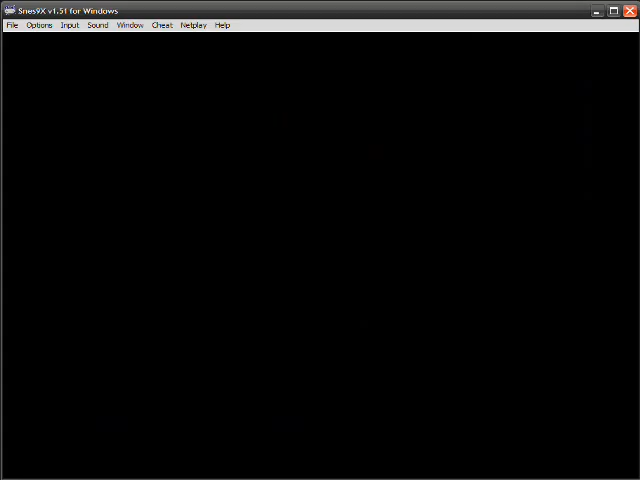 Snes9X v1.51 for Windows
File Options Input Sound Window Cheat Netplay Help